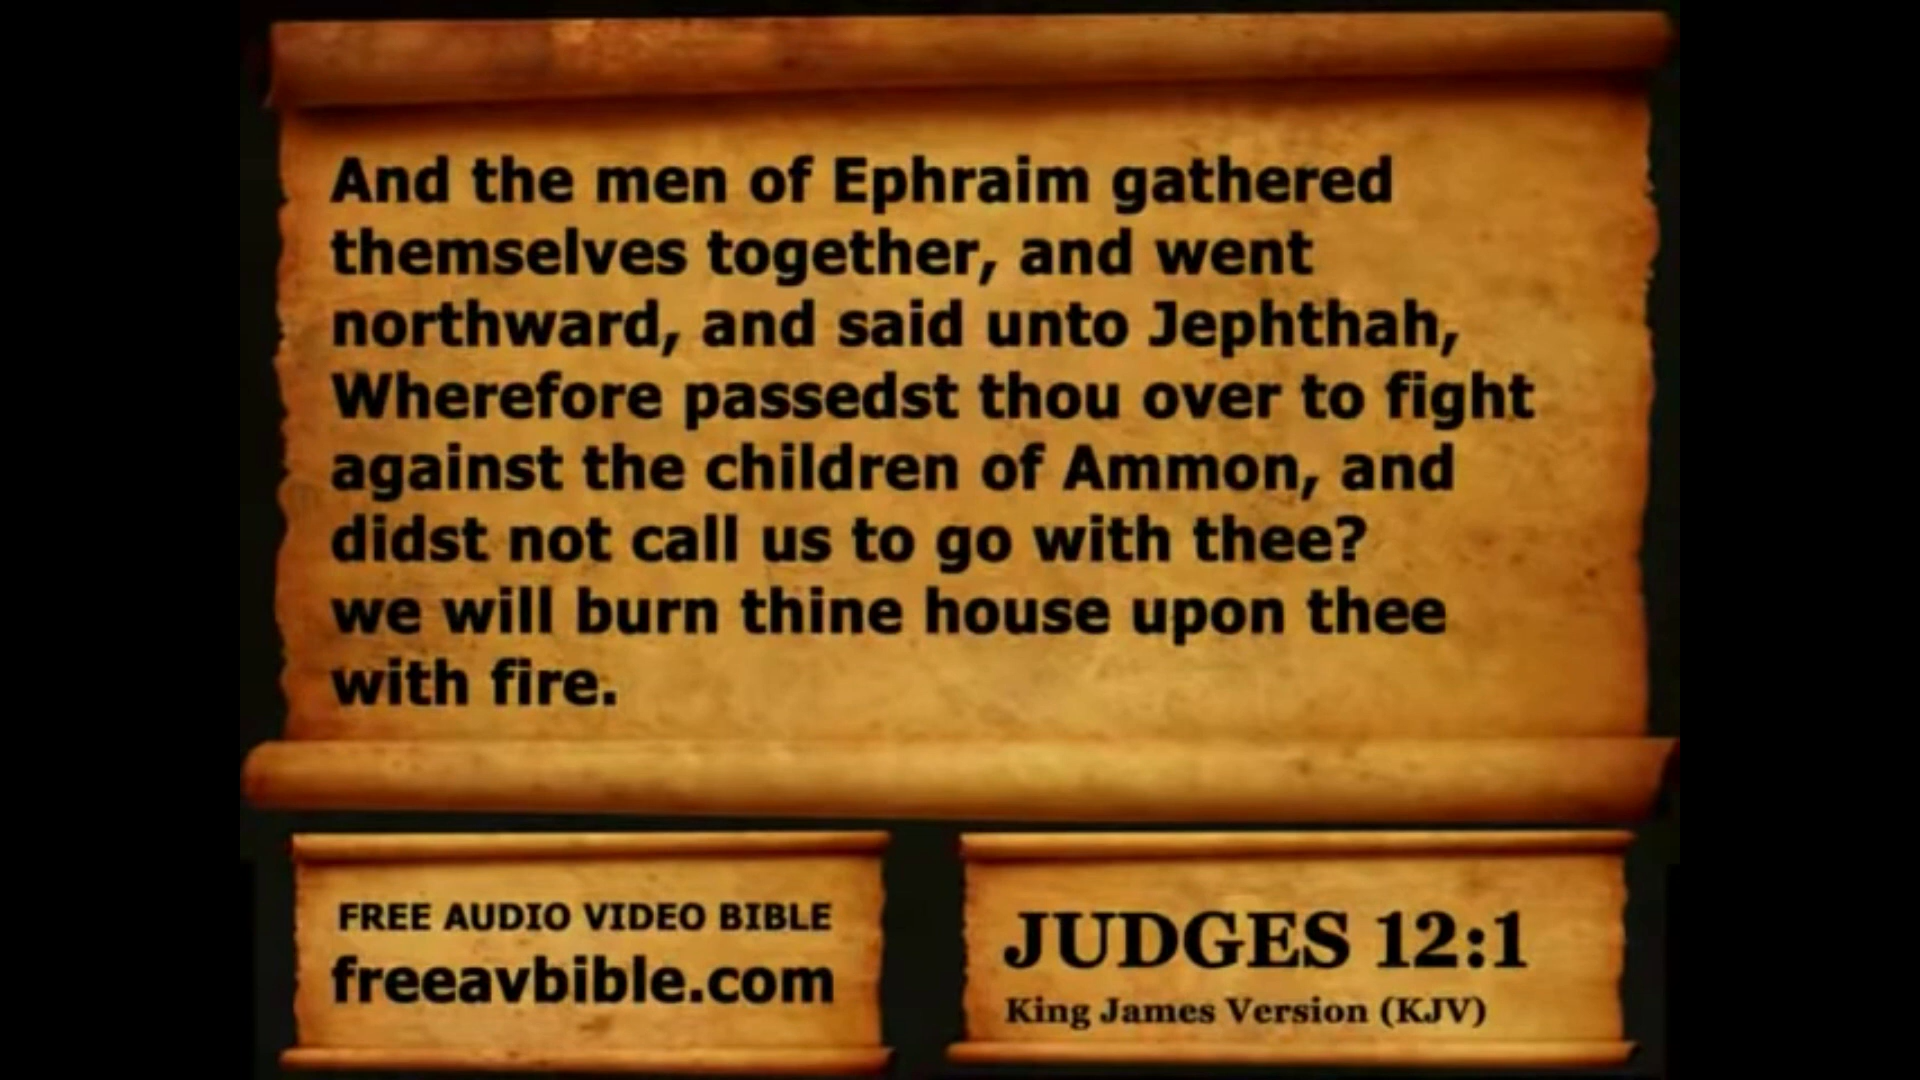 And the men of Ephraim gathered
themselves together, and went
northward, and said unto Jephthah,
Wherefore passedst thou over to fight
against the children of Ammon, and
didst not call us to go with thee?
we will burn thine house upon thee
with fire.
FREE AUDIO VIDEO BIBLE
freeavbible.com
JUDGES 12:1
King James Version (KJV)